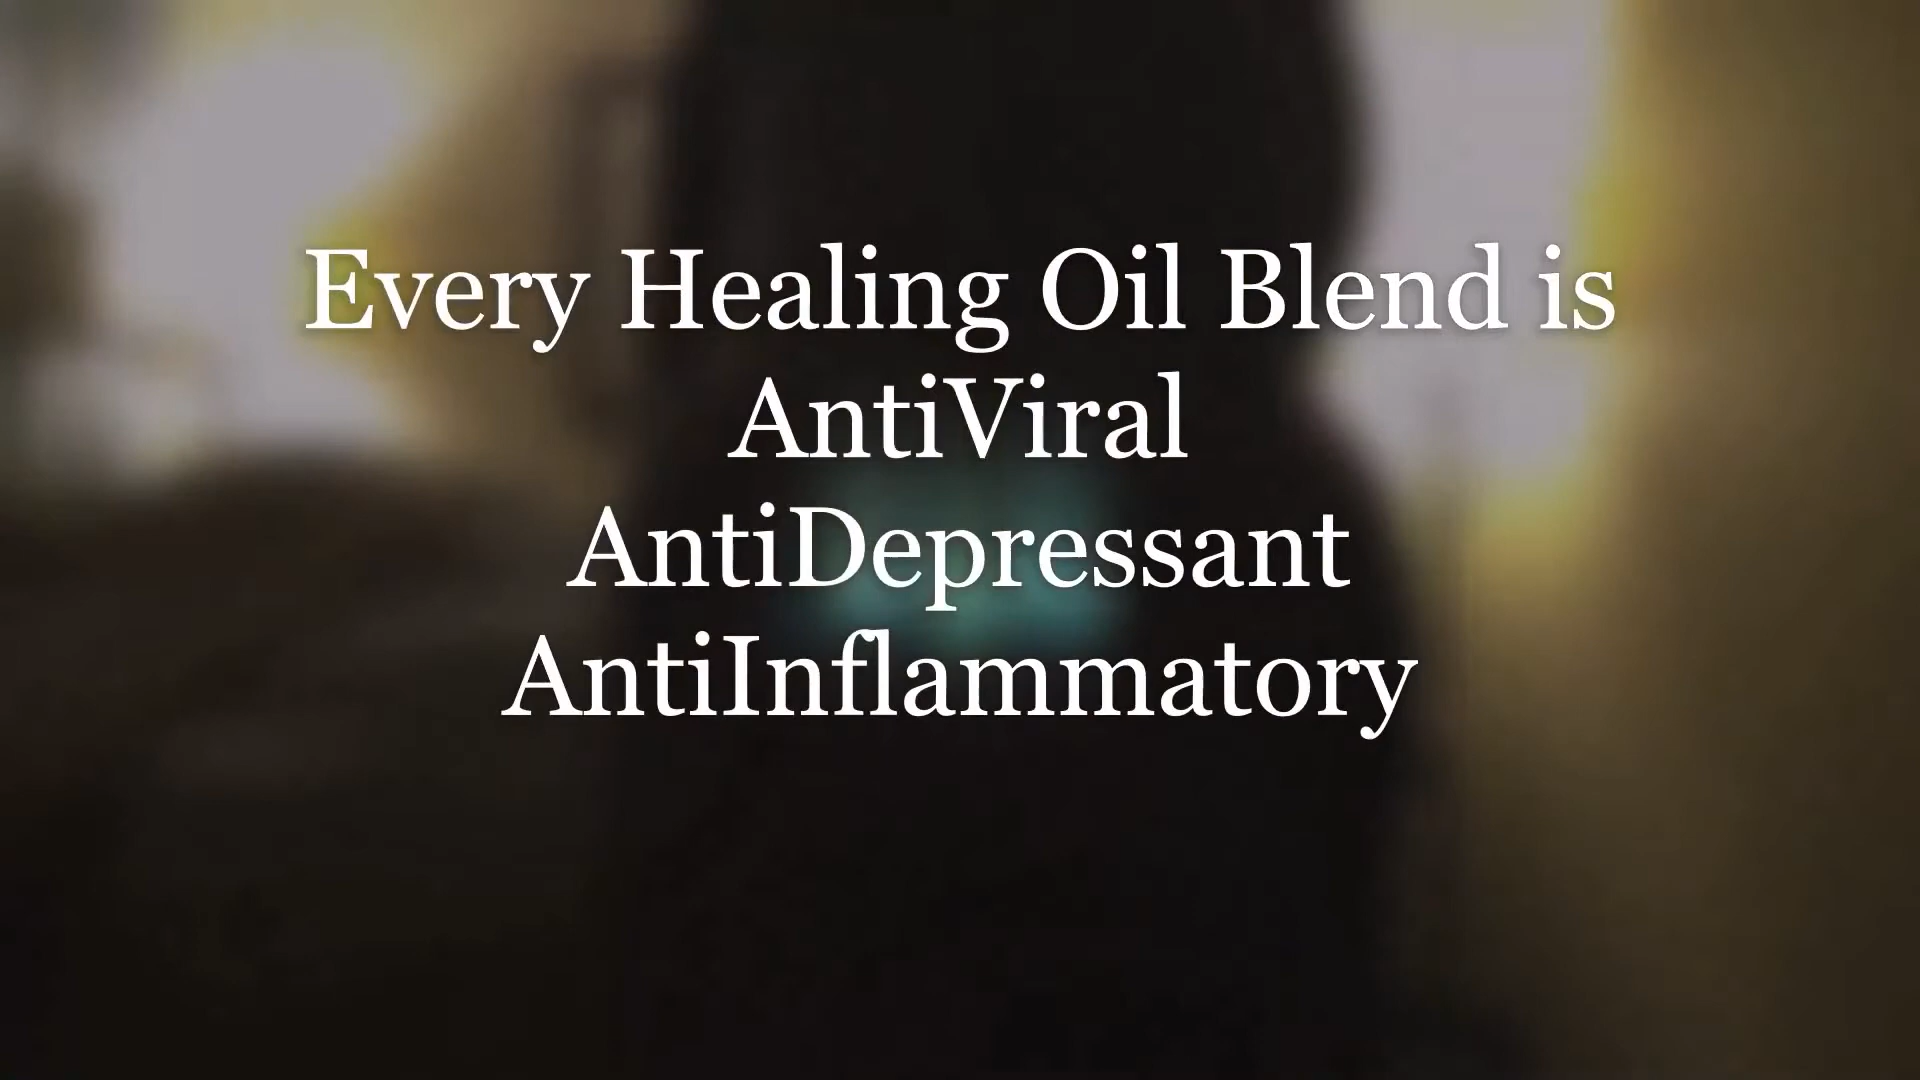 Every Healing Oil Blend is
AntiViral
AntiDepressant
AntiInflammatory